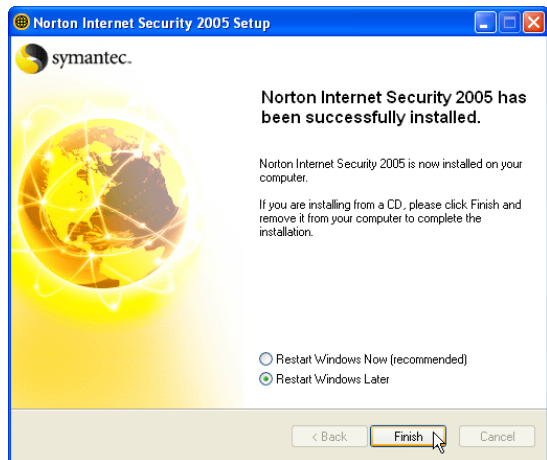 Norton Internet Security 2005 Setup
symantec.
Norton Internet Security 2005 has
been successfully installed.
Norton Internet Security 2005 is now installed on your
computer.
If you are installing from a CD, please click Finish and
remove it from your computer to complete the
installation.
Restart Windows Now (recommended)
Restart Windows Later
< Back Finish Cancel